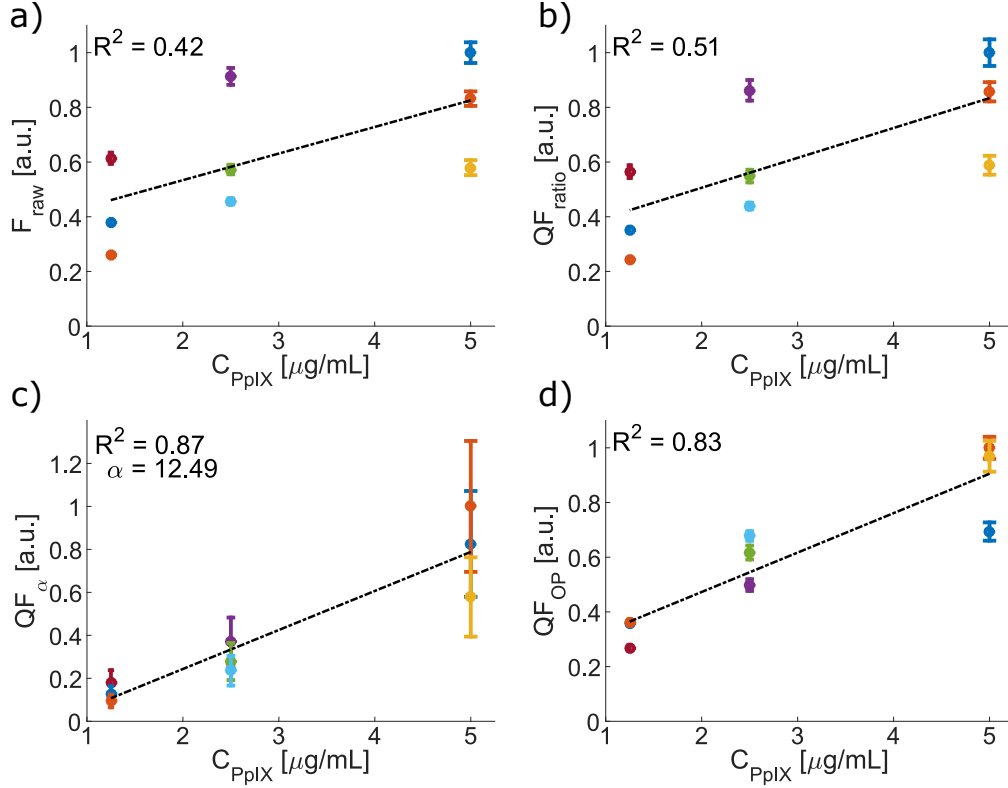 a)
R² = 0.42
1
0.8
0.6
0.4
0.2
0
F_raw [a.u.]
1 2 3 4 5
C_PpIX [μg/mL]
b)
R² = 0.51
1
0.8
0.6
0.4
0.2
0
QF_ratio [a.u.]
1 2 3 4 5
C_PpIX [μg/mL]
c)
R² = 0.87
α = 12.49
1.2
1
0.8
0.6
0.4
0.2
0
QF_α [a.u.]
1 2 3 4 5
C_PpIX [μg/mL]
d)
R² = 0.83
1
0.8
0.6
0.4
0.2
0
QF_OP [a.u.]
1 2 3 4 5
C_PpIX [μg/mL]